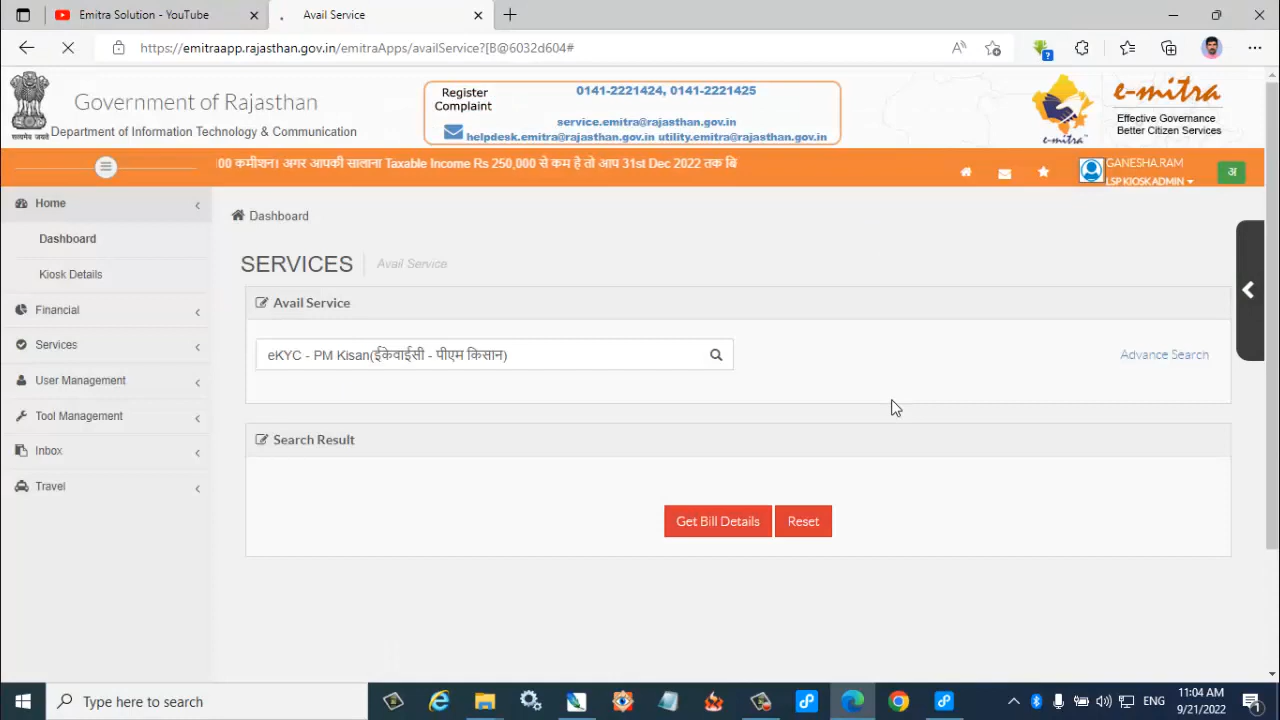 Emitra Solution - YouTube
Avail Service
https://emitraapp.rajasthan.gov.in/emitraApps/availService?[B@6032d604#
सत्यमेव जयते
Government of Rajasthan
Department of Information Technology & Communication
Register Complaint
0141-2221424, 0141-2221425
service.emitra@rajasthan.gov.in
helpdesk.emitra@rajasthan.gov.in utility.emitra@rajasthan.gov.in
e-mitra
e-mitra
Effective Governance
Better Citizen Services
00 कमीशन। अगर आपकी सालाना Taxable Income Rs 250,000 से कम है तो आप 31st Dec 2022 तक बि
GANESHA.RAM
LSP KIOSKADMIN
अ
Home
Dashboard
Kiosk Details
Financial
Services
User Management
Tool Management
Inbox
Travel
Dashboard
SERVICES
Avail Service
Avail Service
eKYC - PM Kisan(ईकेवाईसी - पीएम किसान)
Advance Search
Search Result
Get Bill Details
Reset
Type here to search
ENG
11:04 AM
9/21/2022